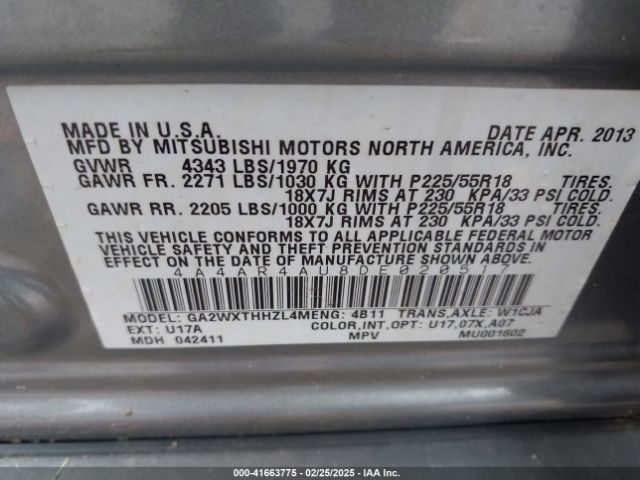 MADE IN U.S.A. DATE APR. 2013
MFD BY MITSUBISHI MOTORS NORTH AMERICA, INC.
GVWR 4343 LBS/1970 KG
GAWR FR. 2271 LBS/1030 KG WITH P225/55R18 TIRES.
18X7J RIMS AT 230 KPA/33 PSI COLD.
GAWR RR. 2205 LBS/1000 KG WITH P225/55R18 TIRES.
18X7J RIMS AT 230 KPA/33 PSI COLD.
THIS VEHICLE CONFORMS TO ALL APPLICABLE FEDERAL MOTOR
VEHICLE SAFETY AND THEFT PREVENTION STANDARDS IN
EFFECT ON THE DATE OF MANUFACTURE SHOWN ABOVE.
4A4AR4AU8DE020517
MODEL: GA2WXTHHZL4MENG: 4B11 TRANS,AXLE: W1CJA
EXT: U17A COLOR,INT,OPT: U17,07X,A07
MDH 042411 MPV MU001602
000-41663775 - 02/25/2025 - IAA Inc.